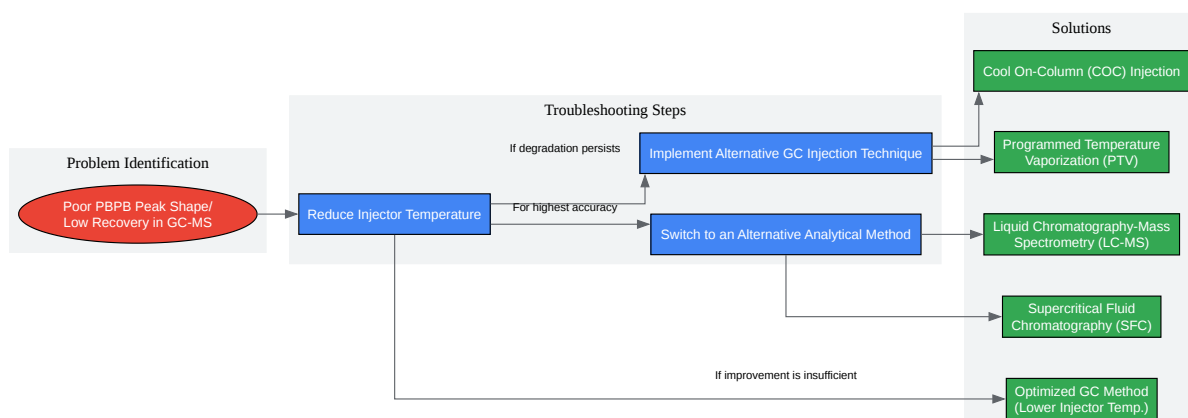 Solutions
Cool On-Column (COC) Injection
Troubleshooting Steps
If degradation persists
Implement Alternative GC Injection Technique
Programmed Temperature
Vaporization (PTV)
Problem Identification
Poor PBPB Peak Shape/
Low Recovery in GC-MS
Reduce Injector Temperature
For highest accuracy
Switch to an Alternative Analytical Method
Liquid Chromatography-Mass
Spectrometry (LC-MS)
Supercritical Fluid
Chromatography (SFC)
If improvement is insufficient
Optimized GC Method
(Lower Injector Temp.)